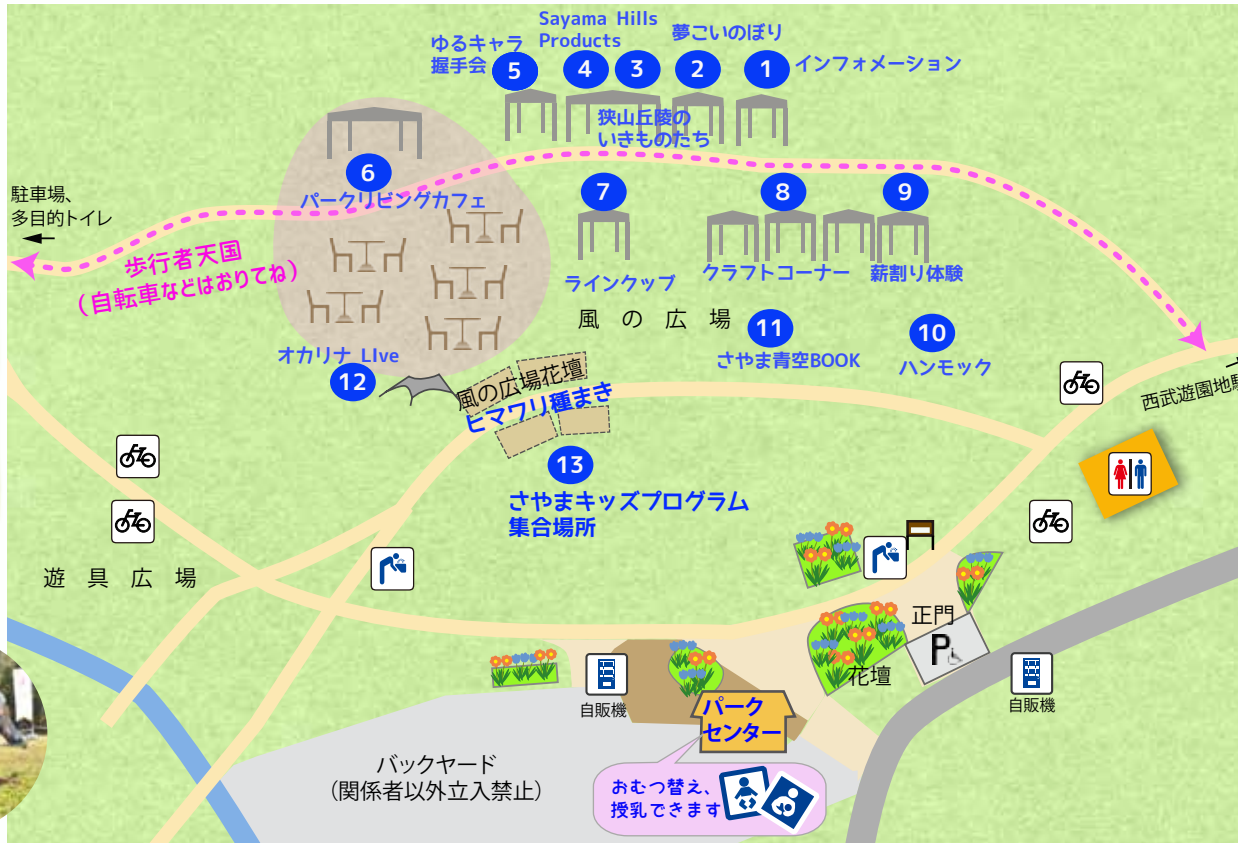 Sayama Hills
Products
ゆるキャラ
握手会
夢こいのぼり
インフォメーション
5
4
3
2
1
狭山丘陵の
いきものたち
6
パークリビングカフェ
7
8
9
駐車場、
多目的トイレ
歩行者天国
(自転車などはおりてね)
ラインカップ
クラフトコーナー
薪割り体験
風の広場
11
10
さやま青空BOOK
ハンモック
オカリナ LIve
12
風の広場花壇
ヒマワリ種まき
西武遊園地駅
13
さやまキッズプログラム
集合場所
遊具広場
正門
P
花壇
自販機
自販機
パーク
センター
バックヤード
(関係者以外立入禁止)
おむつ替え、
授乳できます